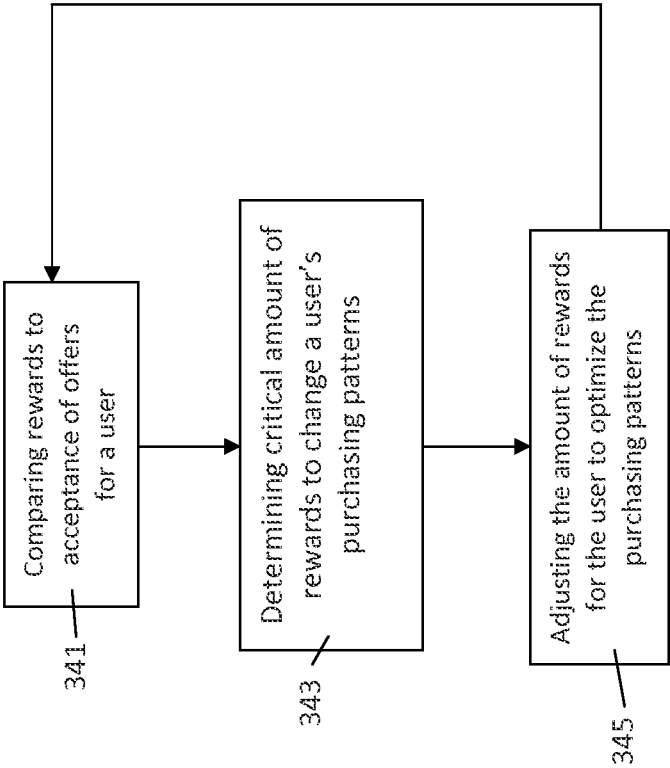 Comparing rewards to
acceptance of offers
for a user
341
Determining critical amount of
rewards to change a user's
purchasing patterns
343
Adjusting the amount of rewards
for the user to optimize the
purchasing patterns
345